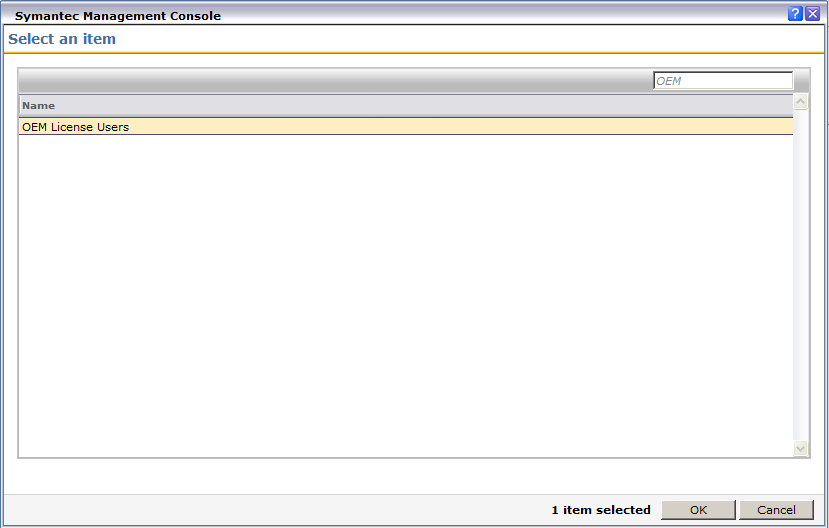 Symantec Management Console
?
Select an item
OEM
Name
OEM License Users
1 item selected OK Cancel